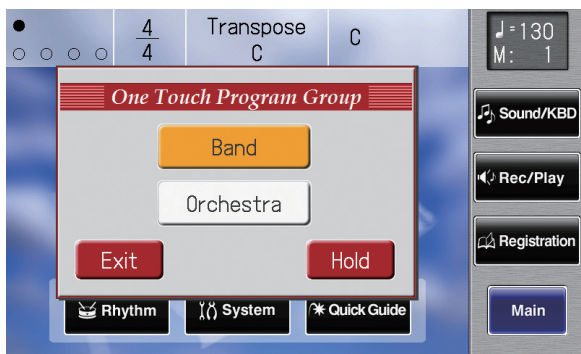 4
4
Transpose
C
C
♩=130
M: 1
One Touch Program Group
Band
Orchestra
Exit
Hold
Sound/KBD
Rec/Play
Registration
Rhythm
System
Quick Guide
Main